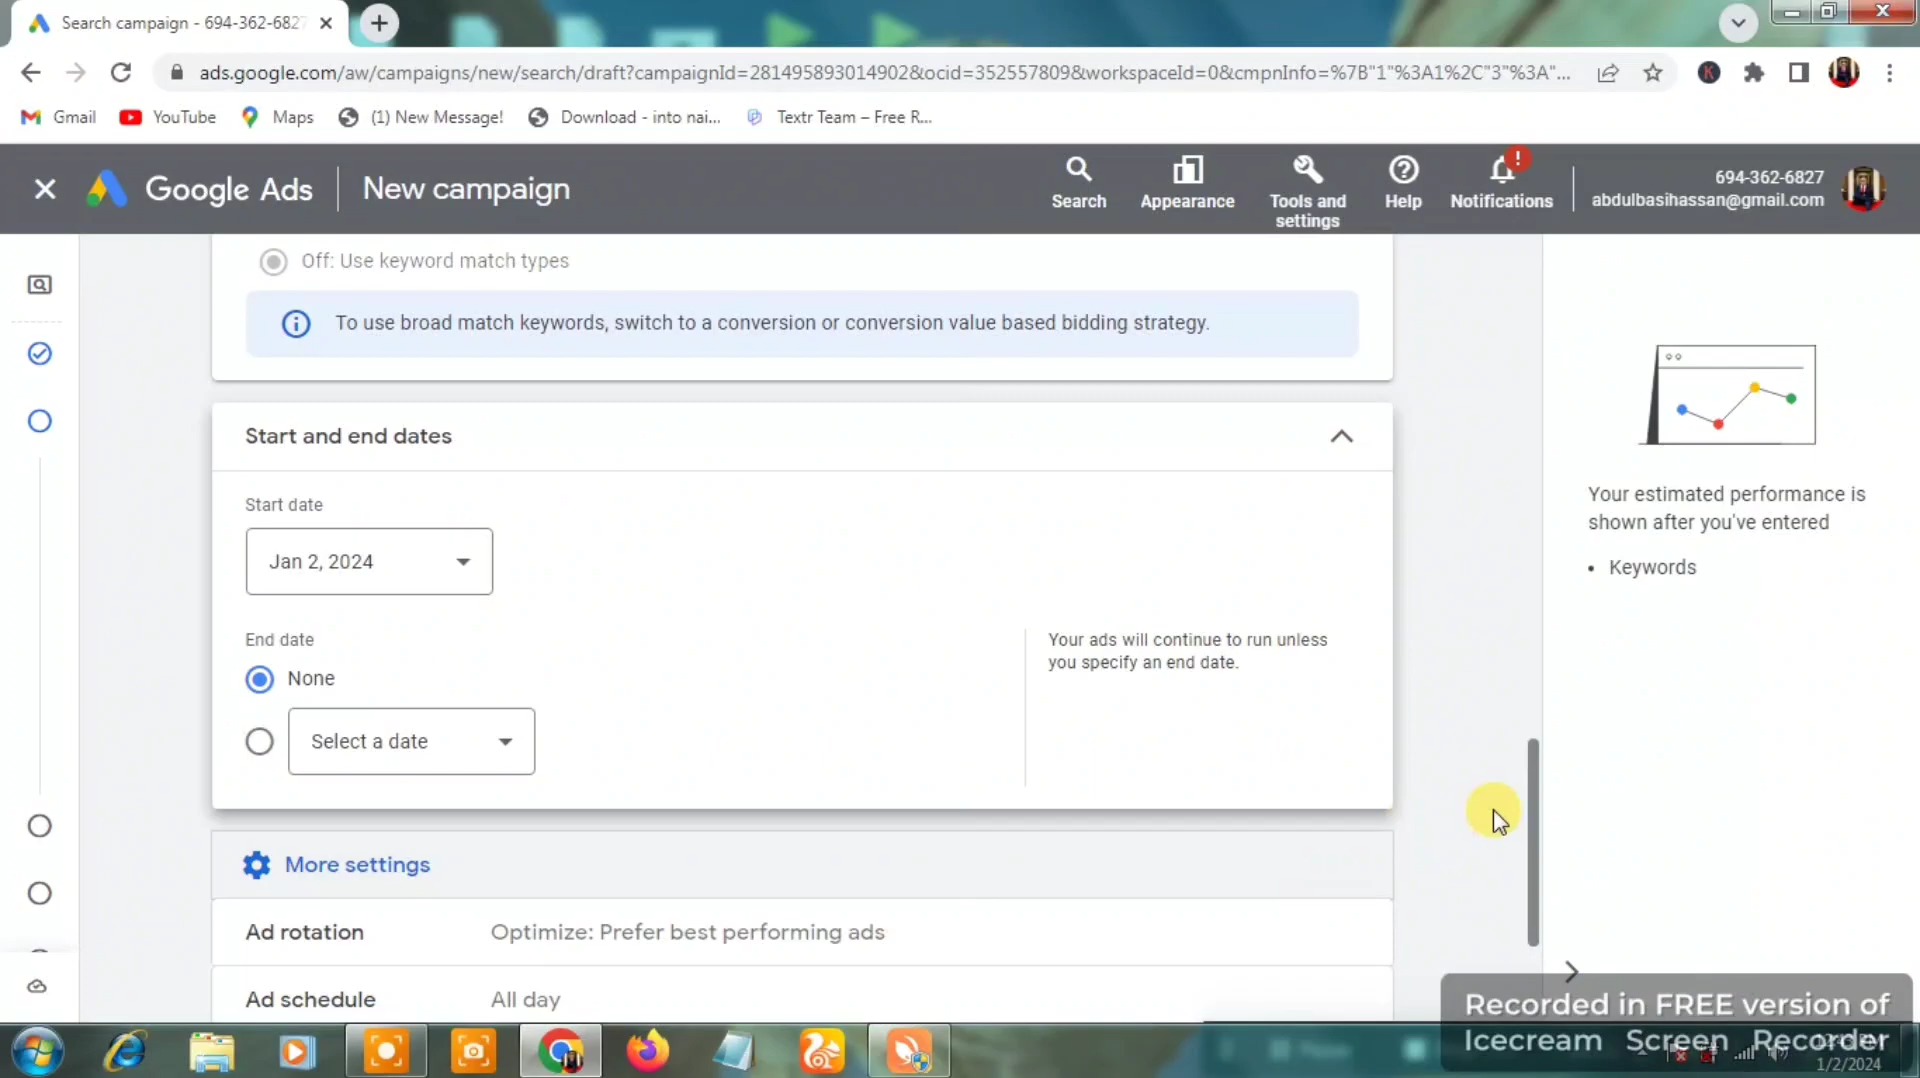 Search campaign - 694-362-6827
ads.google.com/aw/campaigns/new/search/draft?campaignId=281495893014902&ocid=352557809&workspaceId=0&cmpnInfo=%7B"1"%3A1%2C"3"%3A"...
K
Gmail
YouTube
Maps
(1) New Message!
Download - into nai...
Textr Team – Free R...
Google Ads
New campaign
Search
Appearance
Tools and
settings
Help
!
Notifications
694-362-6827
abdulbasihassan@gmail.com
Off: Use keyword match types
To use broad match keywords, switch to a conversion or conversion value based bidding strategy.
Start and end dates
Start date
Jan 2, 2024
End date
None
Select a date
Your ads will continue to run unless
you specify an end date.
More settings
Ad rotation
Optimize: Prefer best performing ads
Ad schedule
All day
Your estimated performance is
shown after you've entered
• Keywords
Recorded in FREE version of
Icecream Screen Recorder
1/2/2024